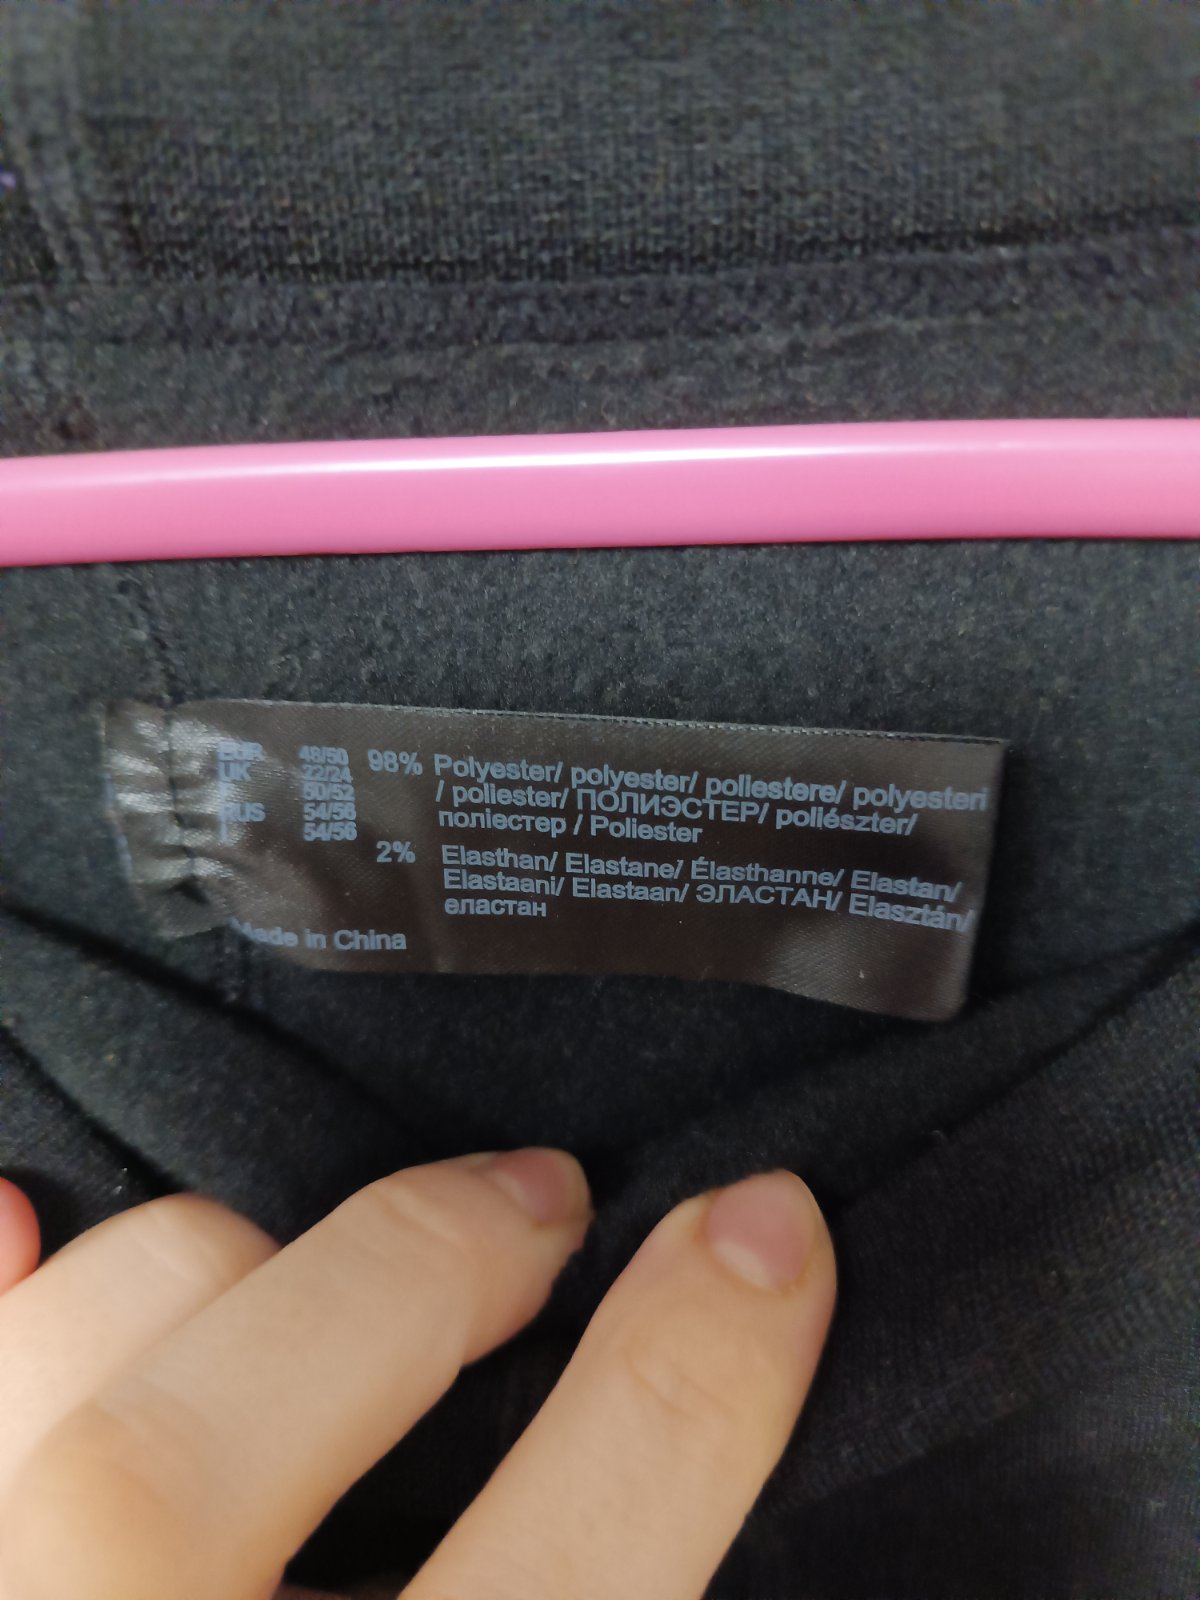 EUR 48/50
UK 22/24
F 50/52
RUS 54/56
I 54/56
98% Polyester/ polyester/ poliestere/ polyesteri
/ poliester/ ПОЛИЭСТЕР/ poliészter/
поліестер / Poliester
2% Elasthan/ Elastane/ Élasthanne/ Elastan/
Elastaani/ Elastaan/ ЭЛАСТАН/ Elasztán/
еластан
Made in China